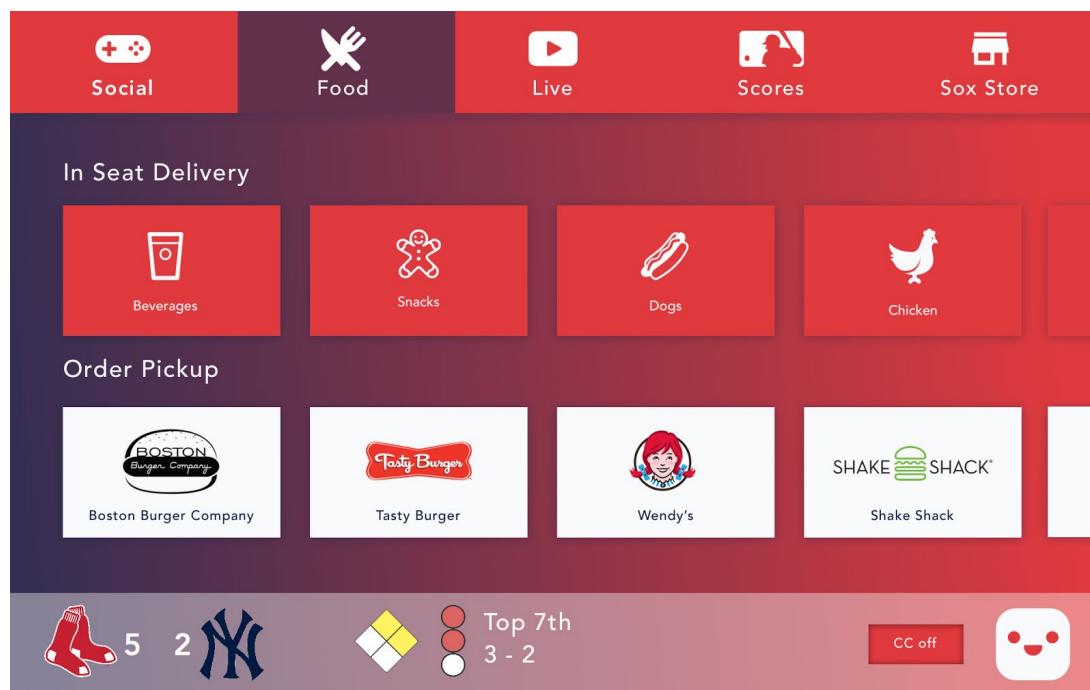 Social
Food
Live
Scores
Sox Store
In Seat Delivery
Beverages
Snacks
Dogs
Chicken
Order Pickup
BOSTON
Burger Company
Tasty Burger
Wendy's
SHAKE SHACK
Boston Burger Company
Tasty Burger
Wendy's
Shake Shack
5
2
NY
Top 7th
3 - 2
CC off